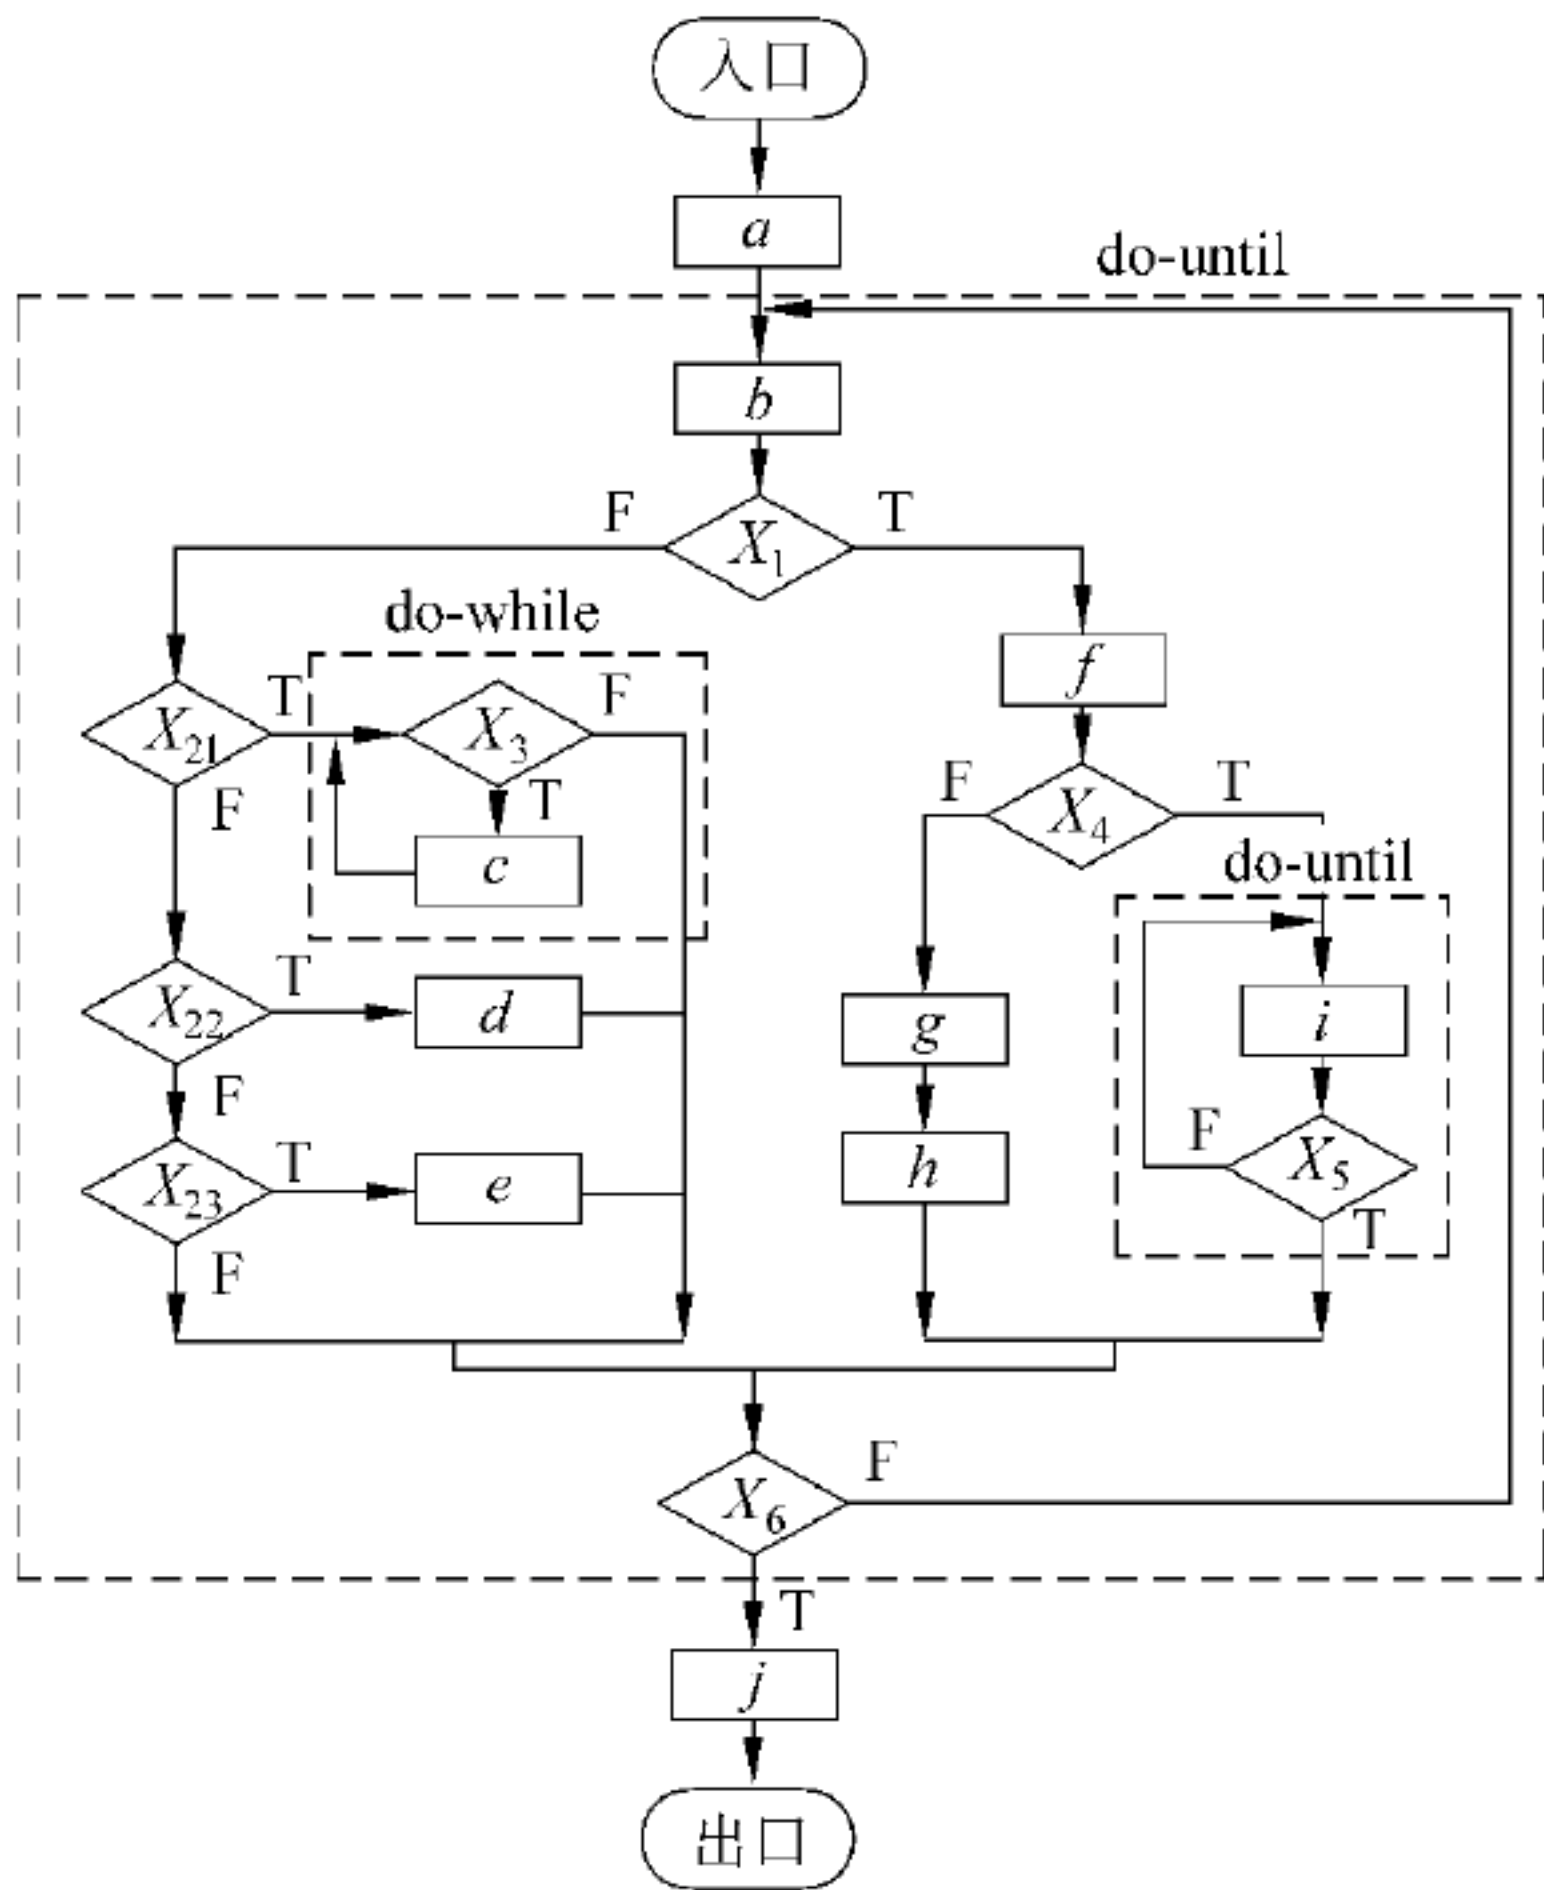 入口
a
do-until
b
F
T
X1
do-while
f
X21
T
X3
F
F
T
c
F
X4
T
do-until
X22
T
d
g
i
F
X23
T
e
h
F
X5
T
F
X6
F
T
j
出口